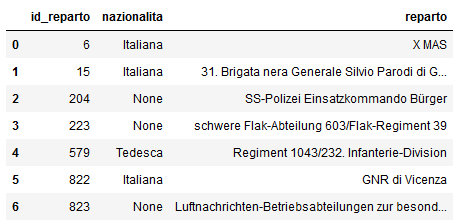 id_reparto nazionalita reparto
0 6 Italiana X MAS
1 15 Italiana 31. Brigata nera Generale Silvio Parodi di G...
2 204 None SS-Polizei Einsatzkommando Bürger
3 223 None schwere Flak-Abteilung 603/Flak-Regiment 39
4 579 Tedesca Regiment 1043/232. Infanterie-Division
5 822 Italiana GNR di Vicenza
6 823 None Luftnachrichten-Betriebsabteilungen zur besond...